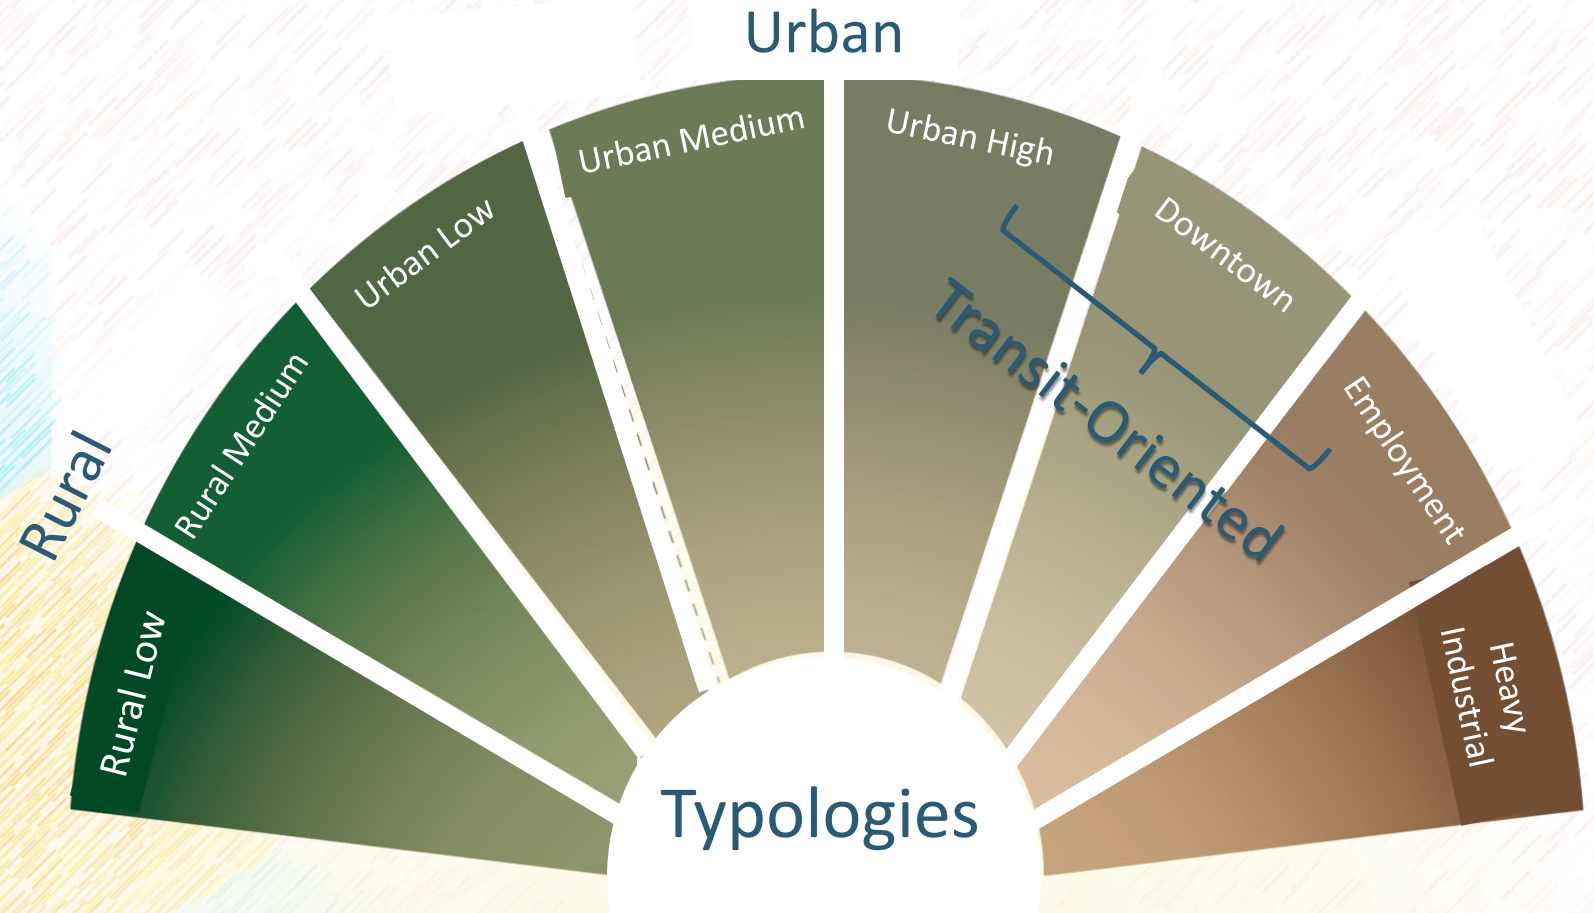 Urban
Rural
Rural Low
Rural Medium
Urban Low
Urban Medium
Urban High
Downtown
Employment
Heavy
Industrial
Transit-Oriented
Typologies